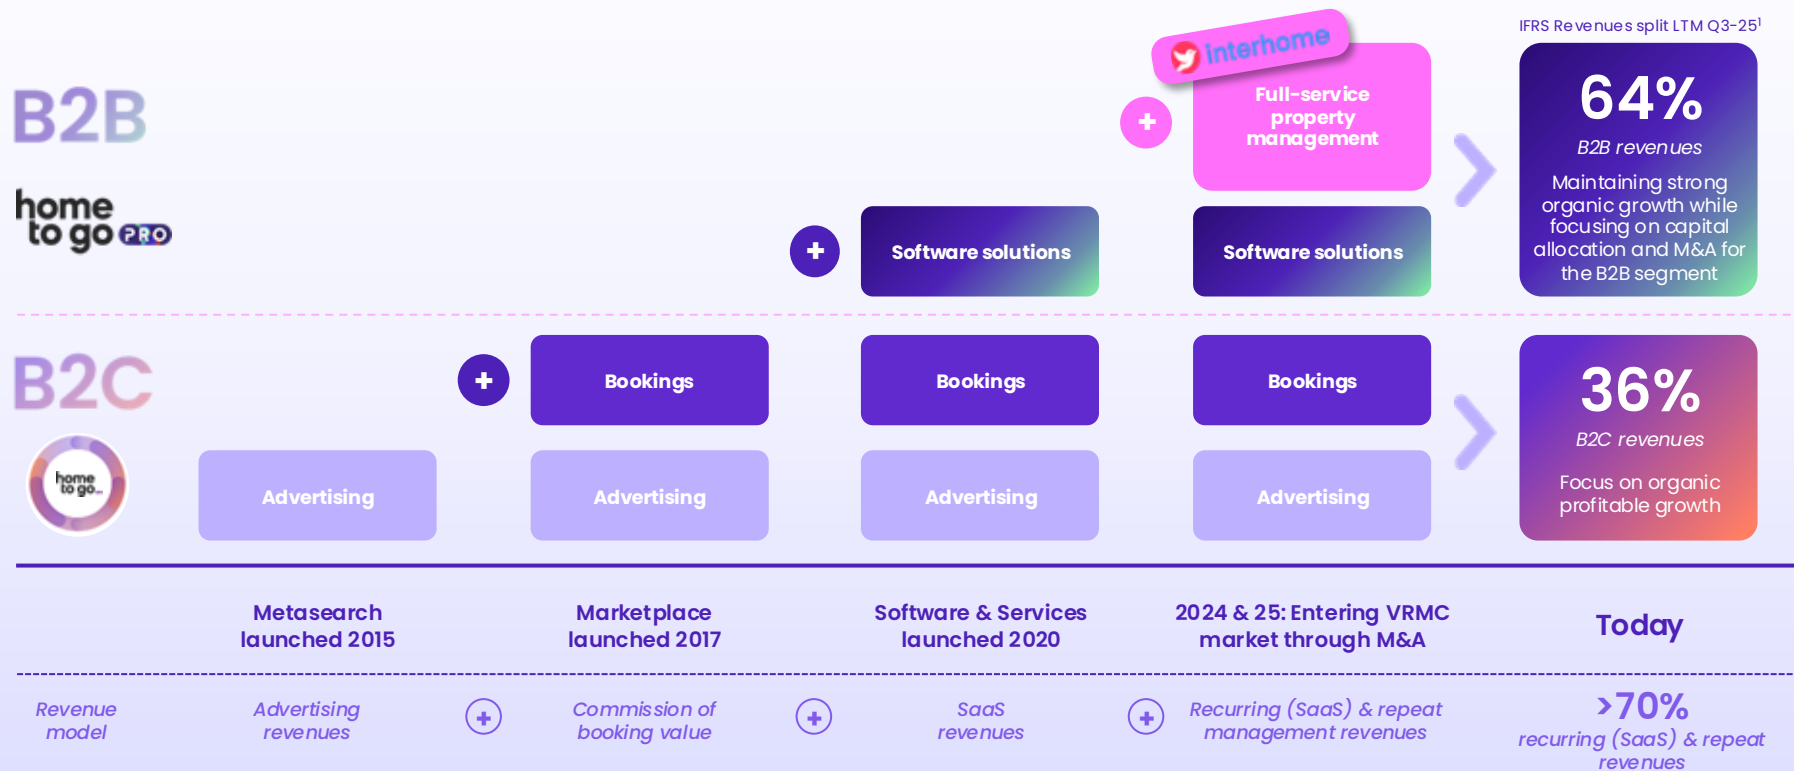 IFRS Revenues split LTM Q3-25¹
B2B
home
to go PRO
+
interhome
Full-service
property
management
64%
B2B revenues
Maintaining strong
organic growth while
focusing on capital
allocation and M&A for
the B2B segment
+
Software solutions
Software solutions
B2C
home
to go
+
Bookings
Bookings
Bookings
Advertising
Advertising
Advertising
Advertising
36%
B2C revenues
Focus on organic
profitable growth
Metasearch
launched 2015
Marketplace
launched 2017
Software & Services
launched 2020
2024 & 25: Entering VRMC
market through M&A
Today
Revenue
model
Advertising
revenues
+
Commission of
booking value
+
SaaS
revenues
+
Recurring (SaaS) & repeat
management revenues
>70%
recurring (SaaS) & repeat
revenues